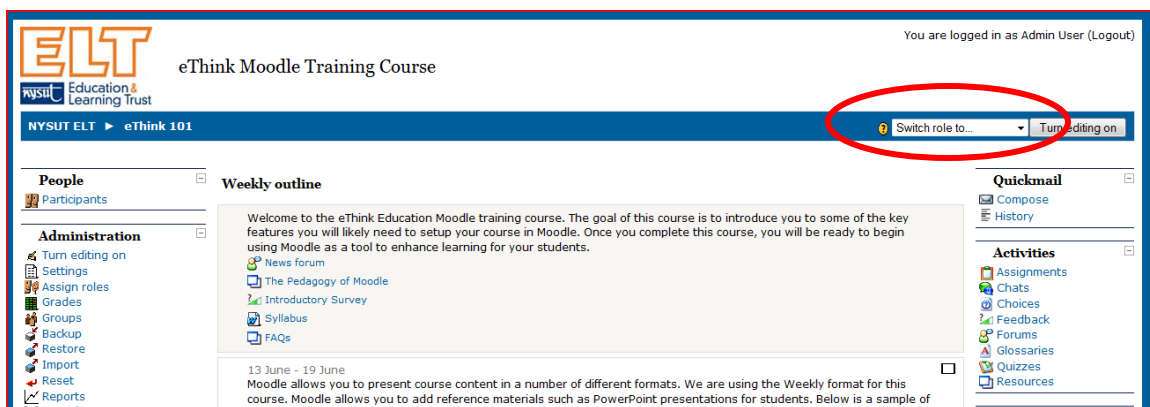 You are logged in as Admin User (Logout)
ELT
nysut Education &
Learning Trust
eThink Moodle Training Course
NYSUT ELT ► eThink 101
? Switch role to... Turn editing on
People
Participants
Administration
Turn editing on
Settings
Assign roles
Grades
Groups
Backup
Restore
Import
Reset
Reports
Weekly outline
Welcome to the eThink Education Moodle training course. The goal of this course is to introduce you to some of the key
features you will likely need to setup your course in Moodle. Once you complete this course, you will be ready to begin
using Moodle as a tool to enhance learning for your students.
News forum
The Pedagogy of Moodle
Introductory Survey
Syllabus
FAQs
13 June - 19 June
Moodle allows you to present course content in a number of different formats. We are using the Weekly format for this
course. Moodle allows you to add reference materials such as PowerPoint presentations for students. Below is a sample of
Quickmail
Compose
History
Activities
Assignments
Chats
Choices
Feedback
Forums
Glossaries
Quizzes
Resources